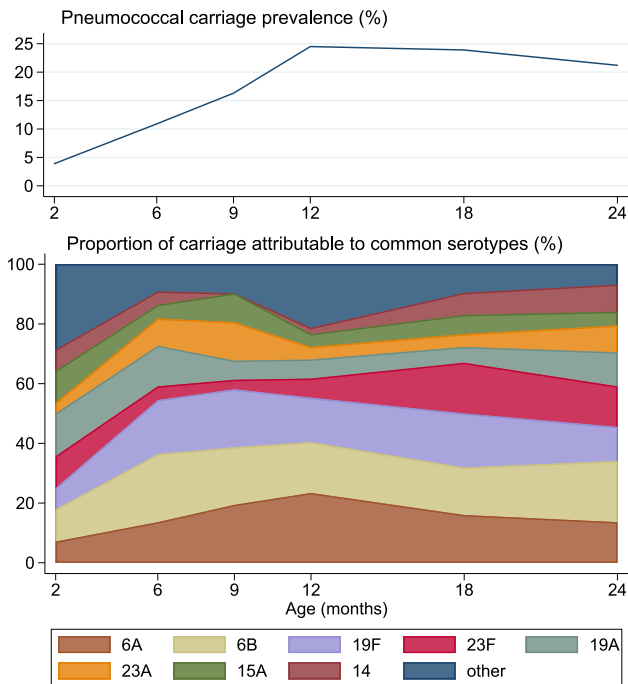 Pneumococcal carriage prevalence (%)
25
20
15
10
5
0
2 6 9 12 18 24
Proportion of carriage attributable to common serotypes (%)
100
80
60
40
20
0
2 6 9 12 18 24
Age (months)
6A 6B 19F 23F 19A
23A 15A 14 other